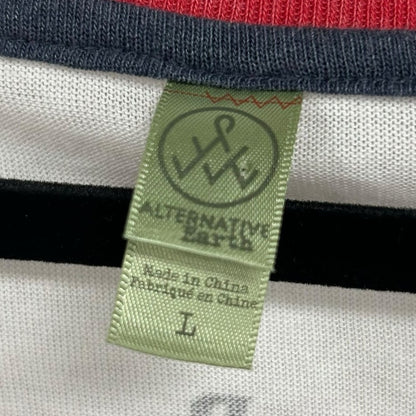 ALTERNATIVE
Earth
Made in China
Fabriqué en Chine
L